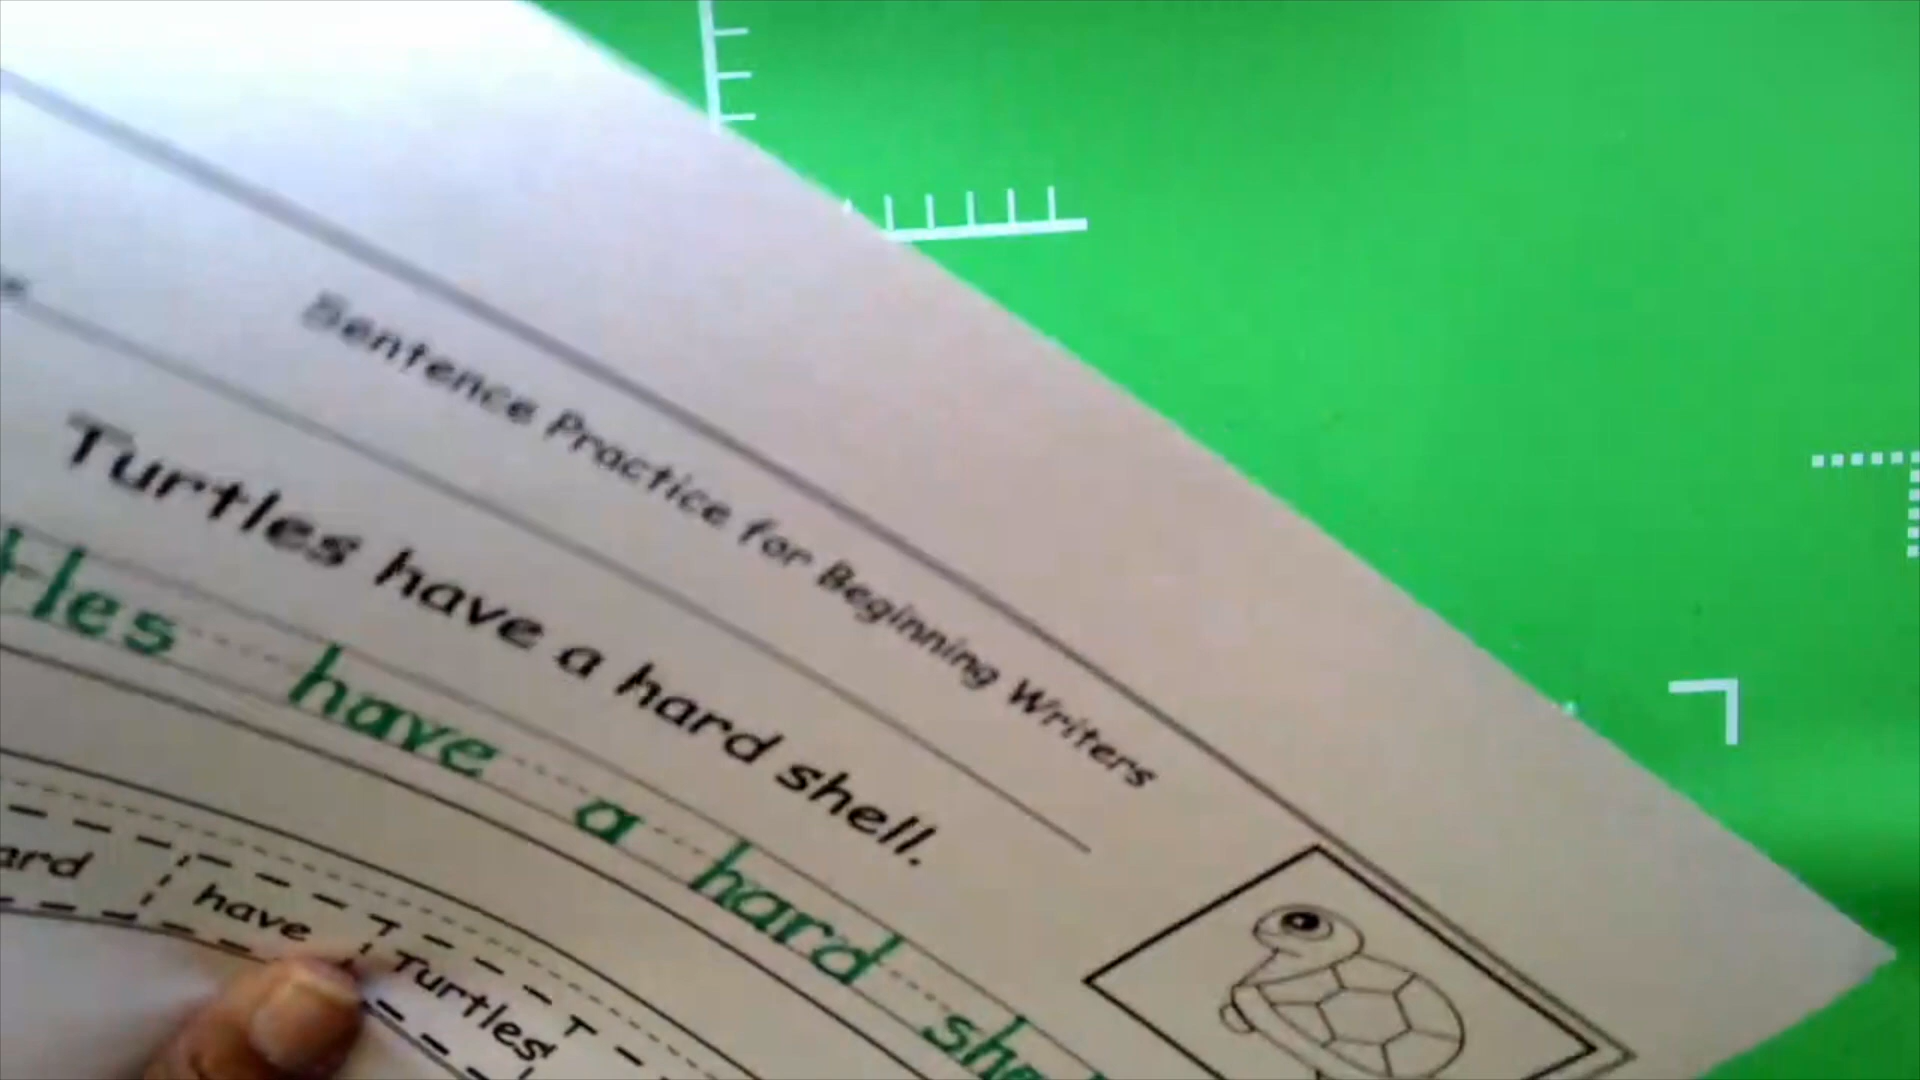 Sentence Practice for Beginning Writers
Turtles have a hard shell.
tles have a hard she
ard have Turtles